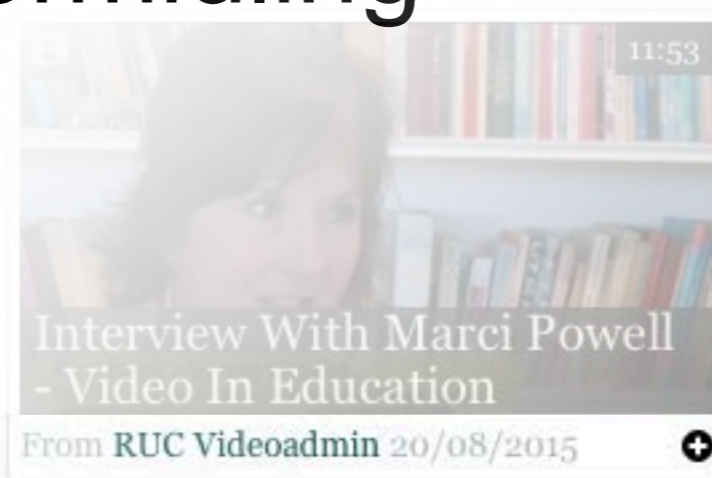 11:53
Interview With Marci Powell
- Video In Education
From RUC Videoadmin 20/08/2015